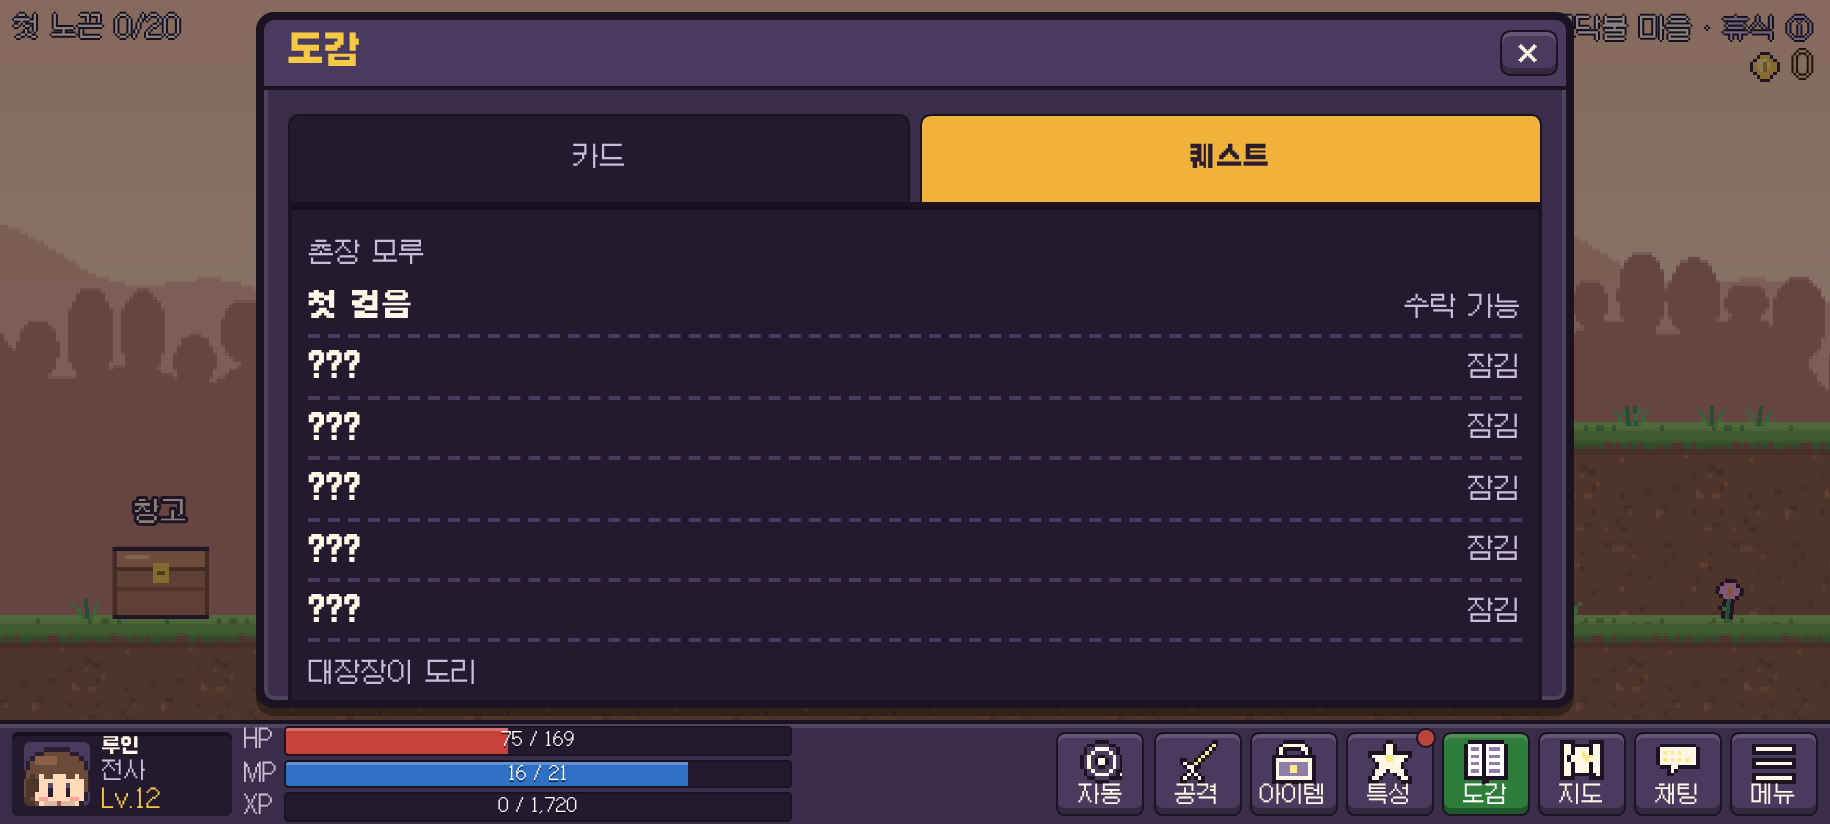 첫 노끈 0/20
도감
닥불 마을 · 휴식 ①
0
카드
퀘스트
촌장 모루
첫 걸음
수락 가능
???
잠김
???
잠김
???
잠김
???
잠김
???
잠김
대장장이 도리
창고
루인
전사
Lv.12
HP
75 / 169
MP
16 / 21
XP
0 / 1,720
자동
공격
아이템
특성
도감
지도
채팅
메뉴